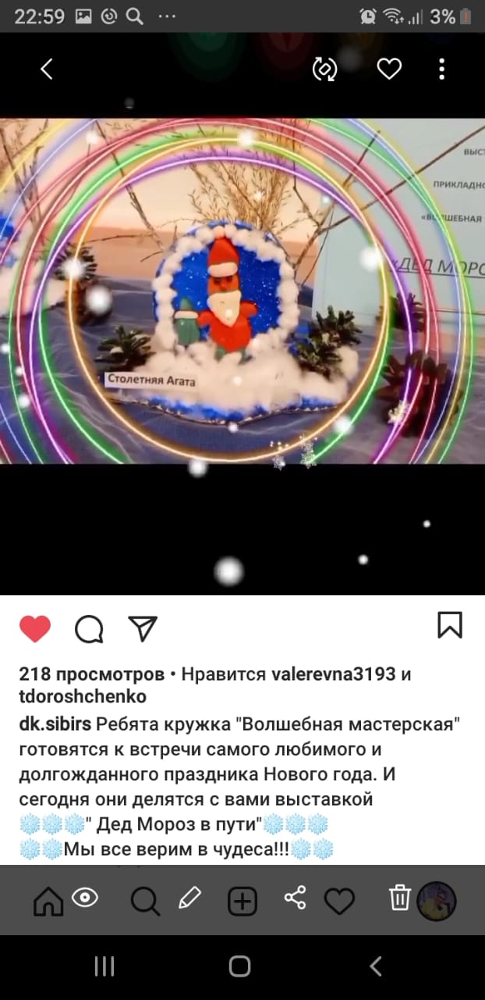 22:59 3%
ВЫСТ
ПРИКЛАДНО
ШЕБНАЯ
«ДЕД МОРО
Столетняя Агата
218 просмотров • Нравится valerevna3193 и
tdoroshchenko
dk.sibirs Ребята кружка "Волшебная мастерская"
готовятся к встречи самого любимого и
долгожданного праздника Нового года. И
сегодня они делятся с вами выставкой
❄️❄️❄️" Дед Мороз в пути"❄️❄️❄️
❄️❄️Мы все верим в чудеса!!!❄️❄️